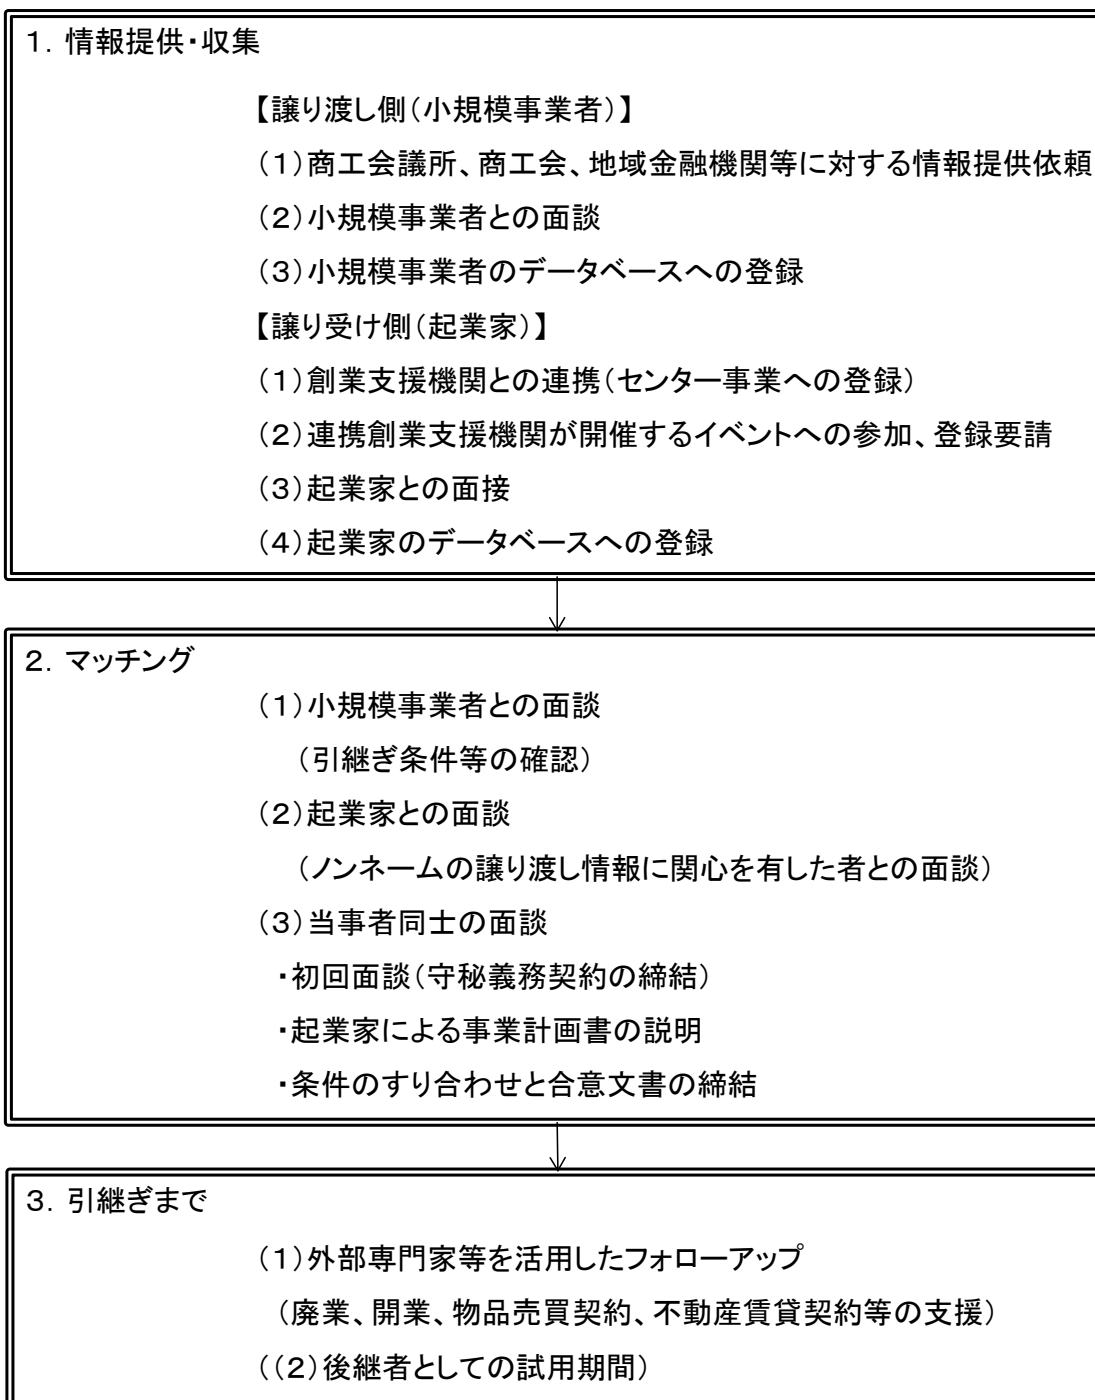 １．情報提供・収集
【譲り渡し側（小規模事業者）】
（１）商工会議所、商工会、地域金融機関等に対する情報提供依頼
（２）小規模事業者との面談
（３）小規模事業者のデータベースへの登録
【譲り受け側（起業家）】
（１）創業支援機関との連携（センター事業への登録）
（２）連携創業支援機関が開催するイベントへの参加、登録要請
（３）起業家との面接
（４）起業家のデータベースへの登録
２．マッチング
（１）小規模事業者との面談
（引継ぎ条件等の確認）
（２）起業家との面談
（ノンネームの譲り渡し情報に関心を有した者との面談）
（３）当事者同士の面談
・初回面談（守秘義務契約の締結）
・起業家による事業計画書の説明
・条件のすり合わせと合意文書の締結
３．引継ぎまで
（１）外部専門家等を活用したフォローアップ
（廃業、開業、物品売買契約、不動産賃貸契約等の支援）
（（２）後継者としての試用期間）